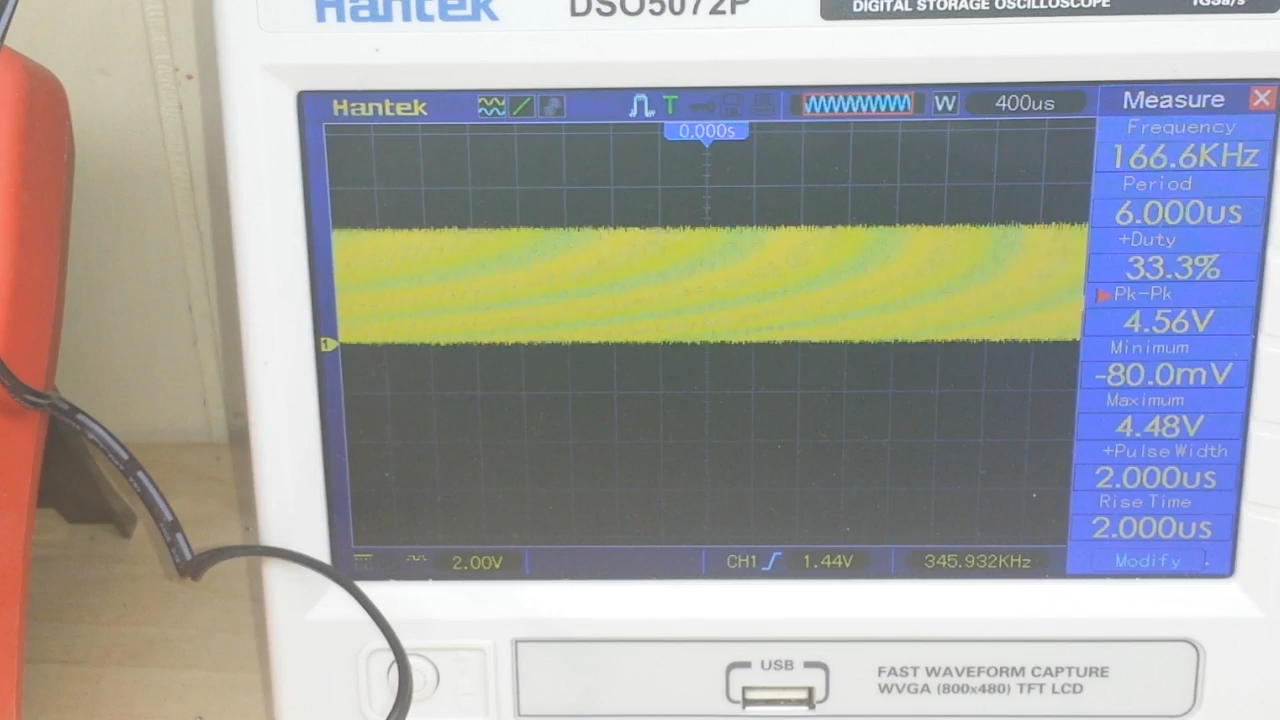 Hantek DSO5072P DIGITAL STORAGE OSCILLOSCOPE 1GSa/s
Hantek T W 400us Measure
0.000s
Frequency
166.6KHz
Period
6.000us
+Duty
33.3%
Pk-Pk
4.56V
Minimum
-80.0mV
Maximum
4.48V
+Pulse Width
2.000us
Rise Time
2.000us
Modify
1
2.00V CH1 1.44V 345.932KHz
USB
FAST WAVEFORM CAPTURE
WVGA (800x480) TFT LCD